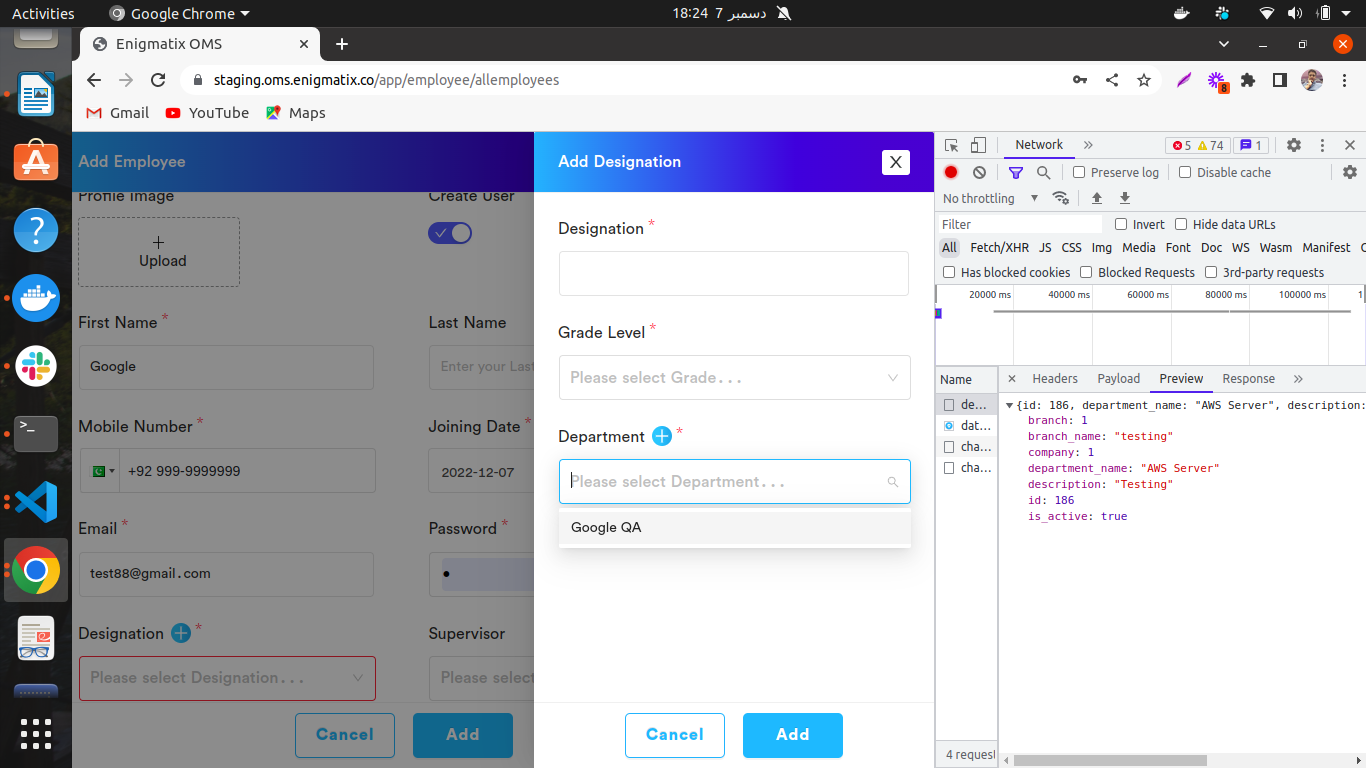 Activities
Google Chrome
18:24 7 دسمبر
Enigmatix OMS
staging.oms.enigmatix.co/app/employee/allemployees
8
Gmail
YouTube
Maps
Add Employee
Profile Image
Create User
Upload
First Name *
Last Name
Google
Enter your Last
Mobile Number *
Joining Date *
+92 999-9999999
2022-12-07
Email *
Password *
test88@gmail.com
Designation *
Supervisor
Please select Designation...
Please select
Cancel
Add
Add Designation
X
Designation *
Grade Level *
Please select Grade...
Department *
Please select Department...
Google QA
Cancel
Add
Network
5
74
1
Preserve log
Disable cache
No throttling
Filter
Invert
Hide data URLs
All Fetch/XHR JS CSS Img Media Font Doc WS Wasm Manifest
Has blocked cookies
Blocked Requests
3rd-party requests
20000 ms
40000 ms
60000 ms
80000 ms
100000 ms
Name
de...
dat...
cha...
cha...
Headers
Payload
Preview
Response
{id: 186, department_name: "AWS Server", description:
branch: 1
branch_name: "testing"
company: 1
department_name: "AWS Server"
description: "Testing"
id: 186
is_active: true
4 request